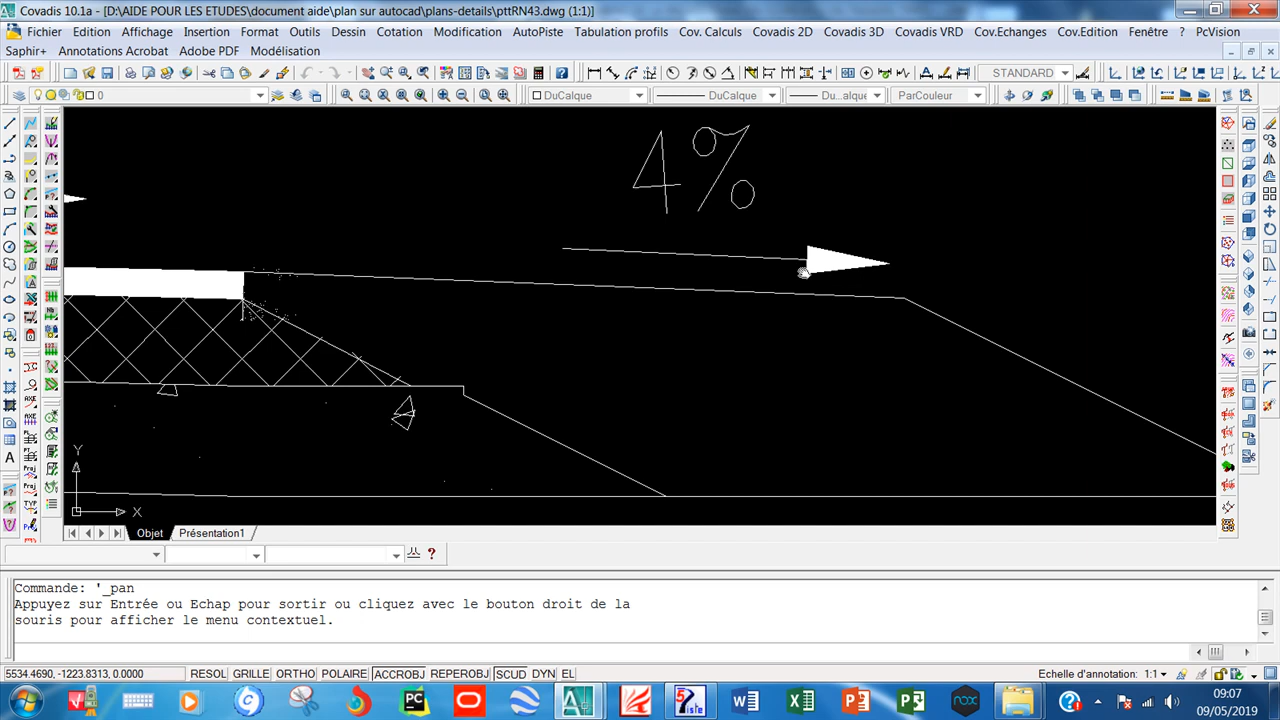 Covadis 10.1a - [D:\AIDE POUR LES ETUDES\document aide\plan sur autocad\plans-details\pttRN43.dwg (1:1)]
Fichier Edition Affichage Insertion Format Outils Dessin Cotation Modification AutoPiste Tabulation profils Cov. Calculs Covadis 2D Covadis 3D Covadis VRD Cov.Echanges Cov.Edition Fenêtre ? PcVision
Saphir+ Annotations Acrobat Adobe PDF Modélisation
STANDARD
0 DuCalque DuCalque Du...alque ParCouleur
4%
Y
X
Objet Présentation1
Commande: '_pan
Appuyez sur Entrée ou Echap pour sortir ou cliquez avec le bouton droit de la
souris pour afficher le menu contextuel.
5534.4690, -1223.8313, 0.0000 RESOL GRILLE ORTHO POLAIRE ACCROBJ REPEROBJ SCUD DYN EL Echelle d'annotation: 1:1
09:07
09/05/2019